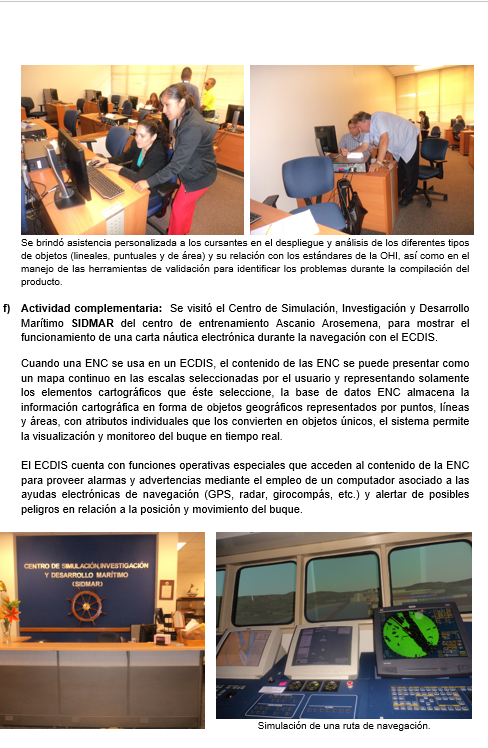 Se brindó asistencia personalizada a los cursantes en el despliegue y análisis de los diferentes tipos
de objetos (lineales, puntuales y de área) y su relación con los estándares de la OHI, así como en el
manejo de las herramientas de validación para identificar los problemas durante la compilación del
producto.
f) Actividad complementaria: Se visitó el Centro de Simulación, Investigación y Desarrollo
Marítimo SIDMAR del centro de entrenamiento Ascanio Arosemena, para mostrar el
funcionamiento de una carta náutica electrónica durante la navegación con el ECDIS.
Cuando una ENC se usa en un ECDIS, el contenido de las ENC se puede presentar como
un mapa continuo en las escalas seleccionadas por el usuario y representando solamente
los elementos cartográficos que éste seleccione, la base de datos ENC almacena la
información cartográfica en forma de objetos geográficos representados por puntos, líneas
y áreas, con atributos individuales que los convierten en objetos únicos, el sistema permite
la visualización y monitoreo del buque en tiempo real.
El ECDIS cuenta con funciones operativas especiales que acceden al contenido de la ENC
para proveer alarmas y advertencias mediante el empleo de un computador asociado a las
ayudas electrónicas de navegación (GPS, radar, girocompás, etc.) y alertar de posibles
peligros en relación a la posición y movimiento del buque.
CENTRO DE SIMULACIÓN, INVESTIGACIÓN
Y DESARROLLO MARÍTIMO
(SIDMAR)
Simulación de una ruta de navegación.